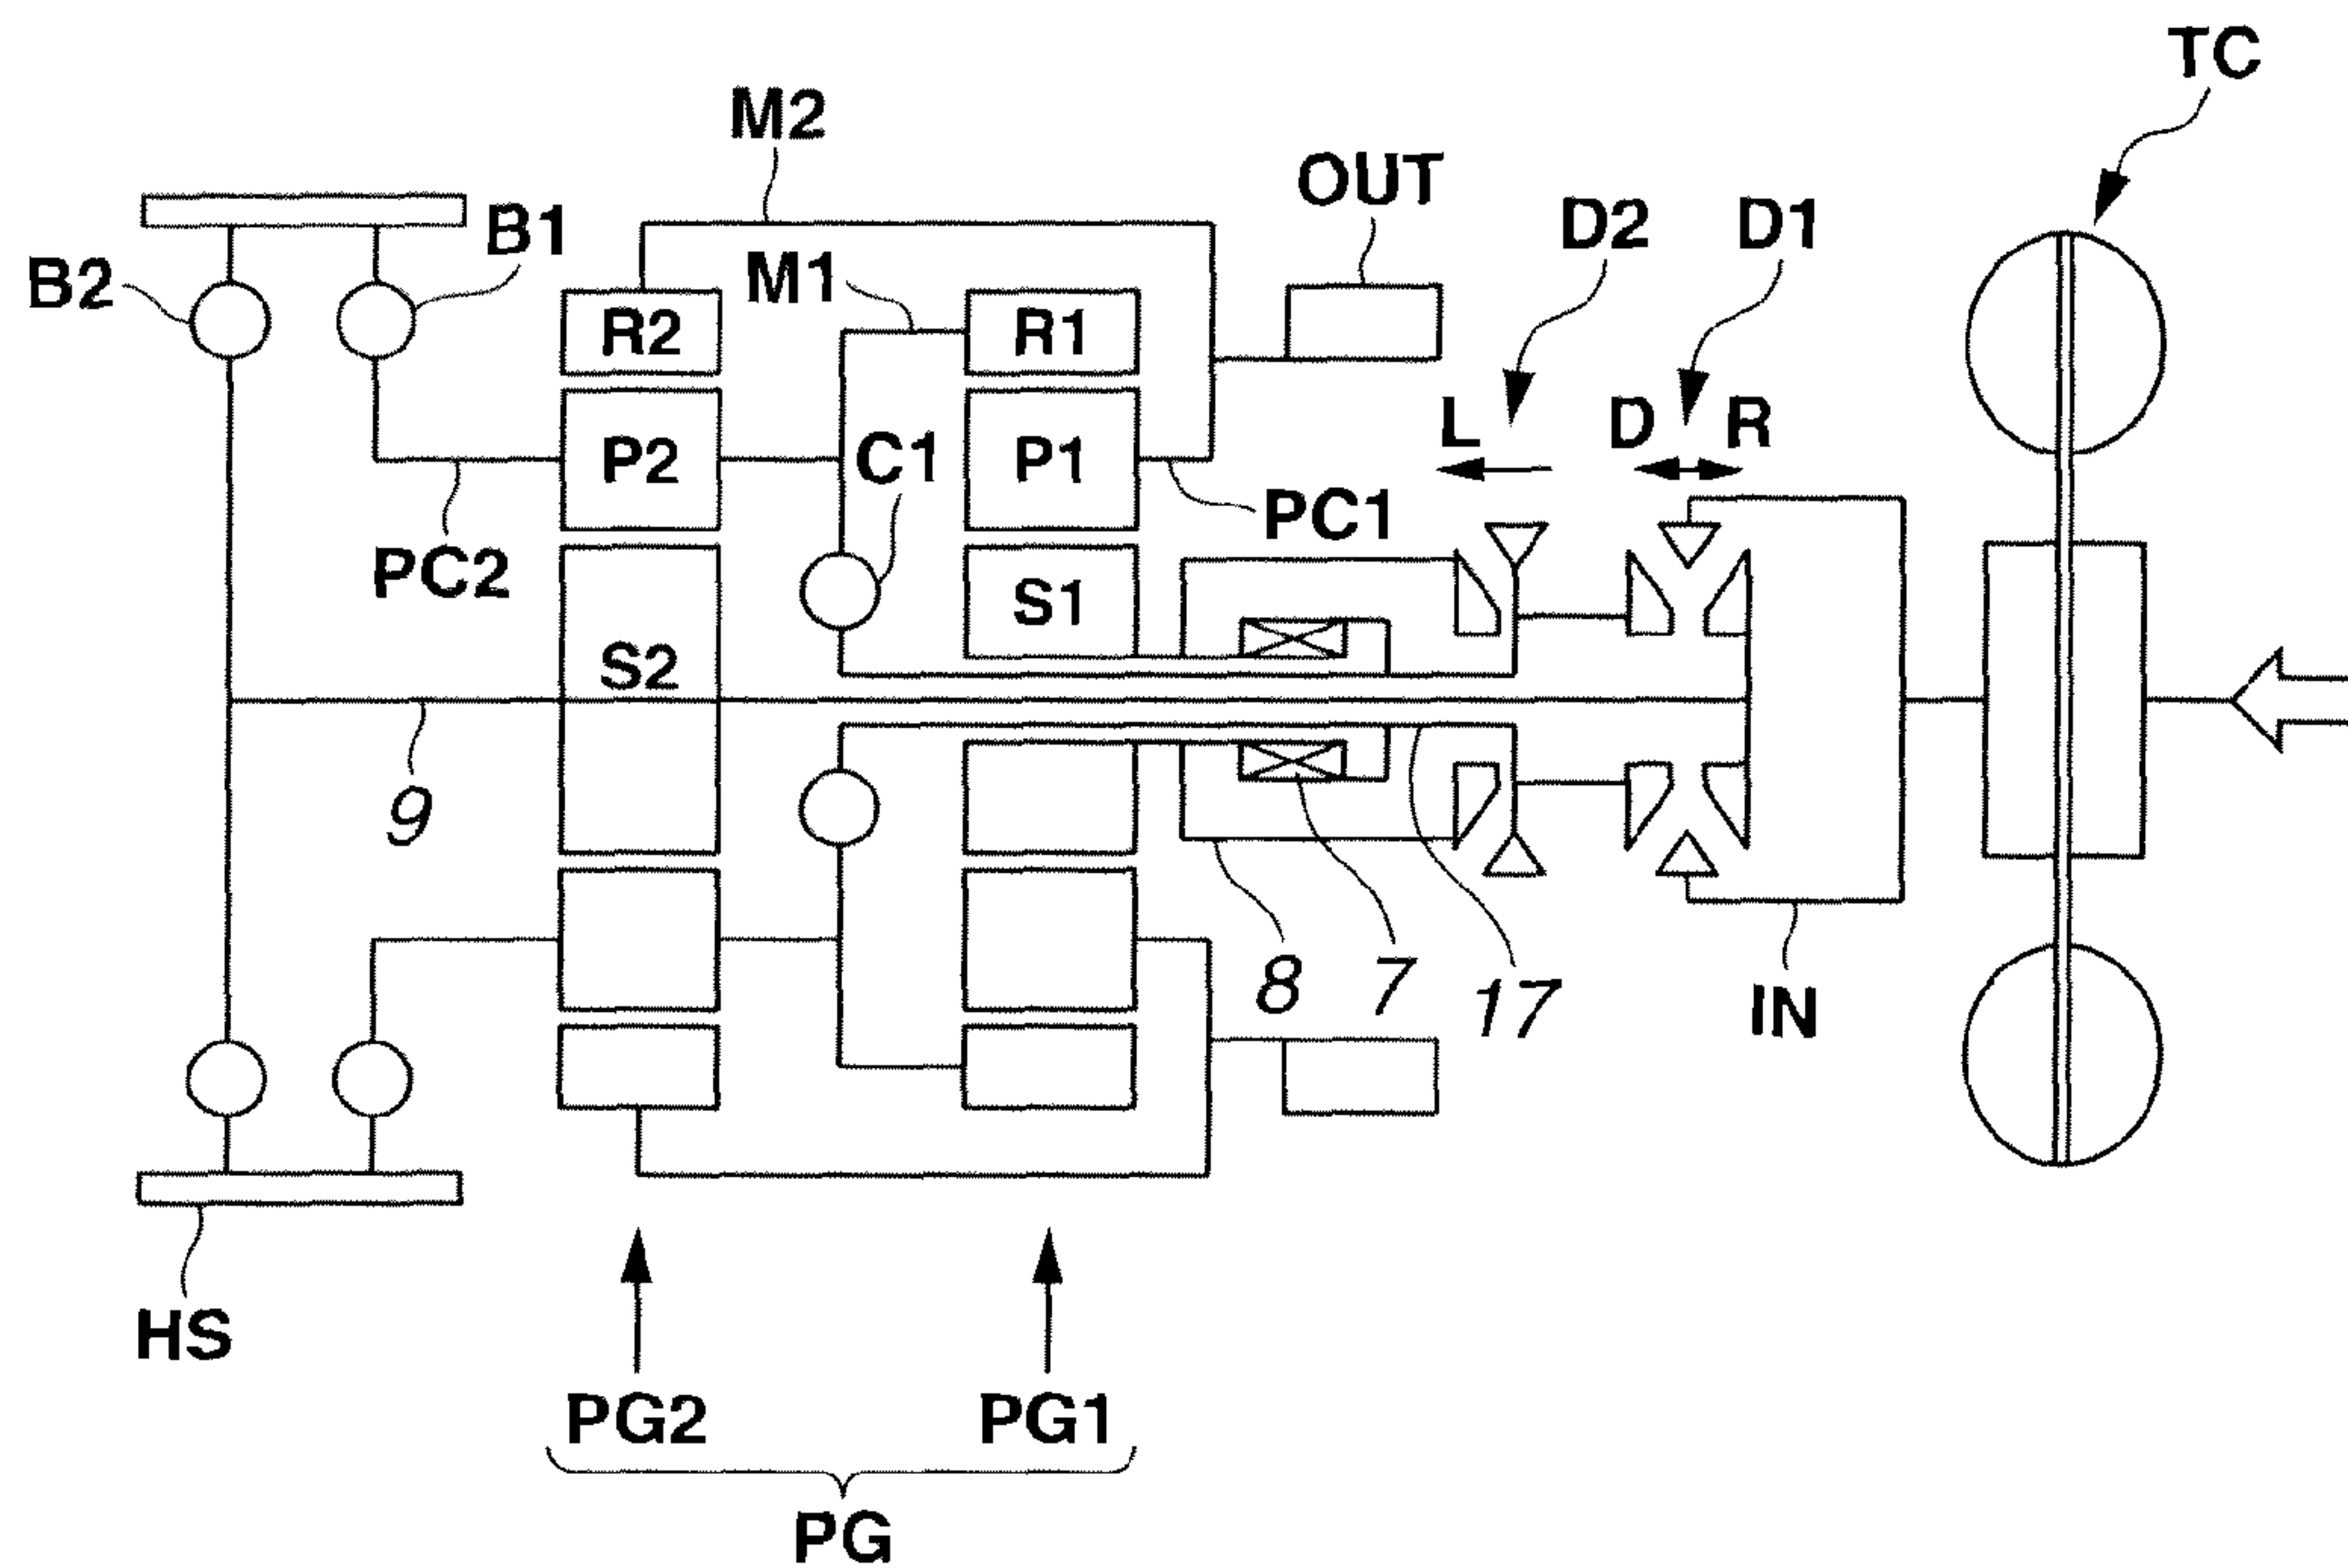 TC
M2
OUT
B1
D2
D1
B2
M1
R2
R1
L
D
R
P2
C1
P1
PC1
PC2
S1
S2
9
8
7
17
IN
HS
PG2
PG1
PG